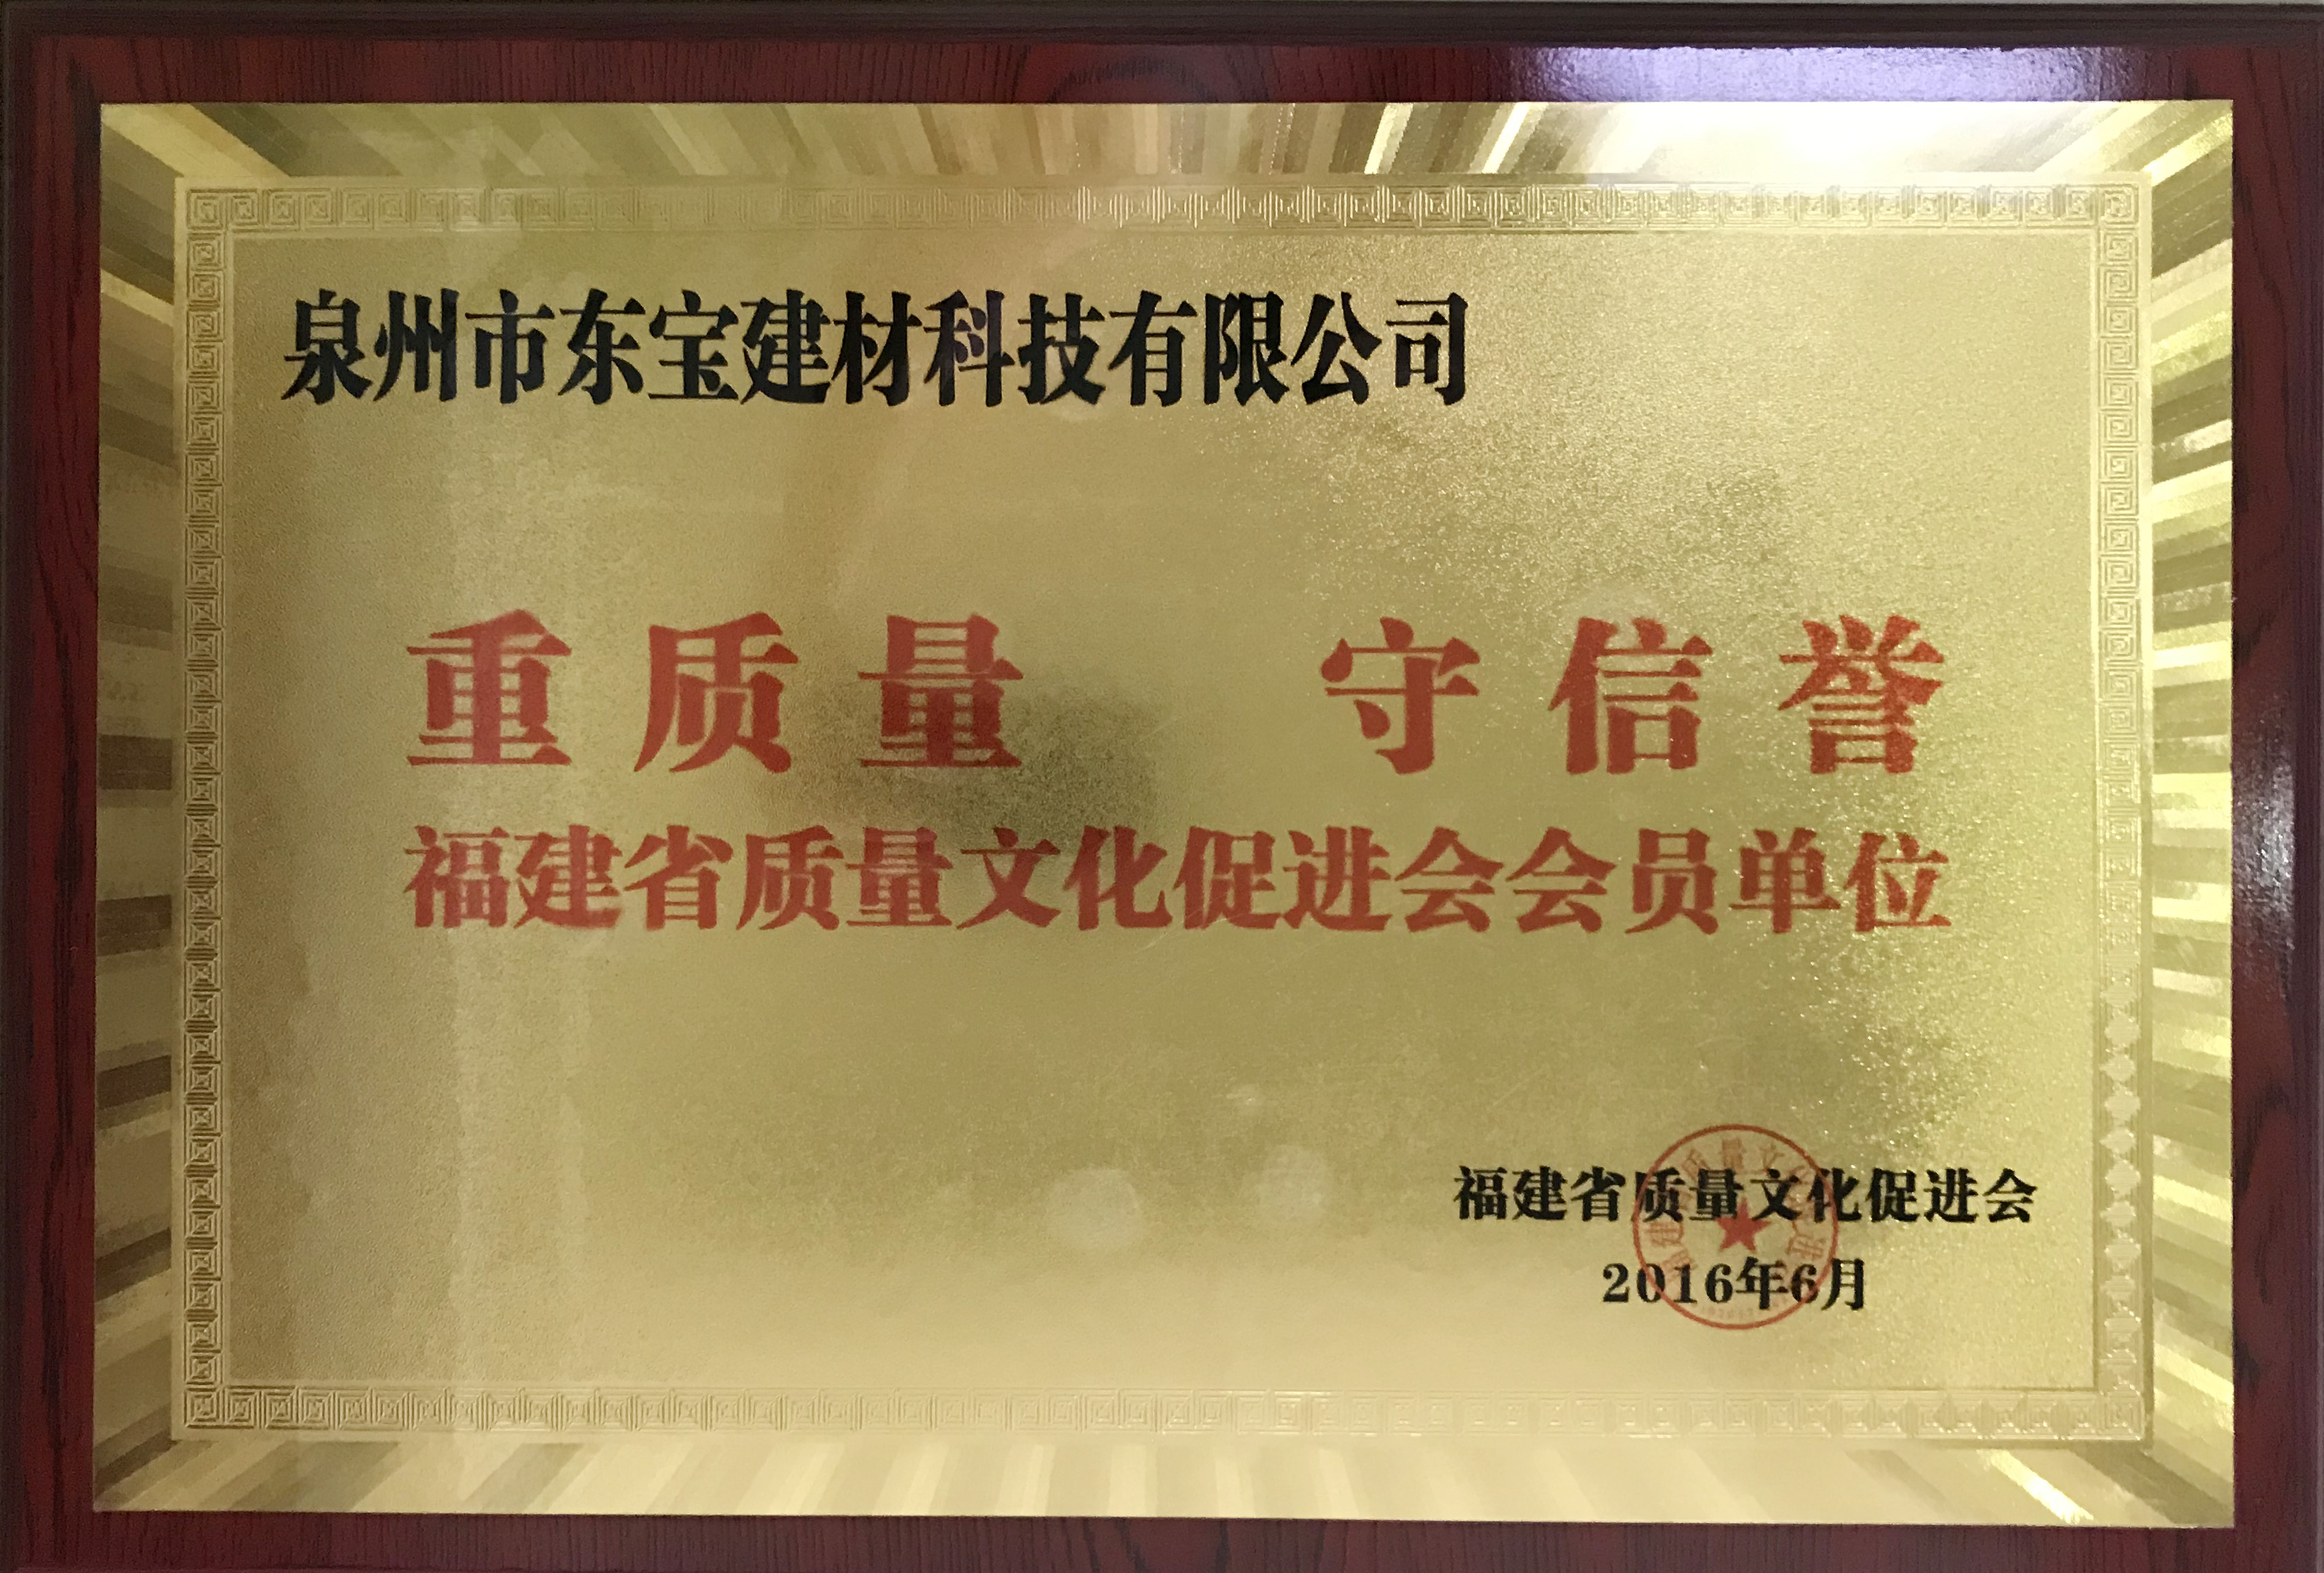 泉州市东宝建材科技有限公司
重质量 守信誉
福建省质量文化促进会会员单位
福建省质量文化促进会
2016年6月